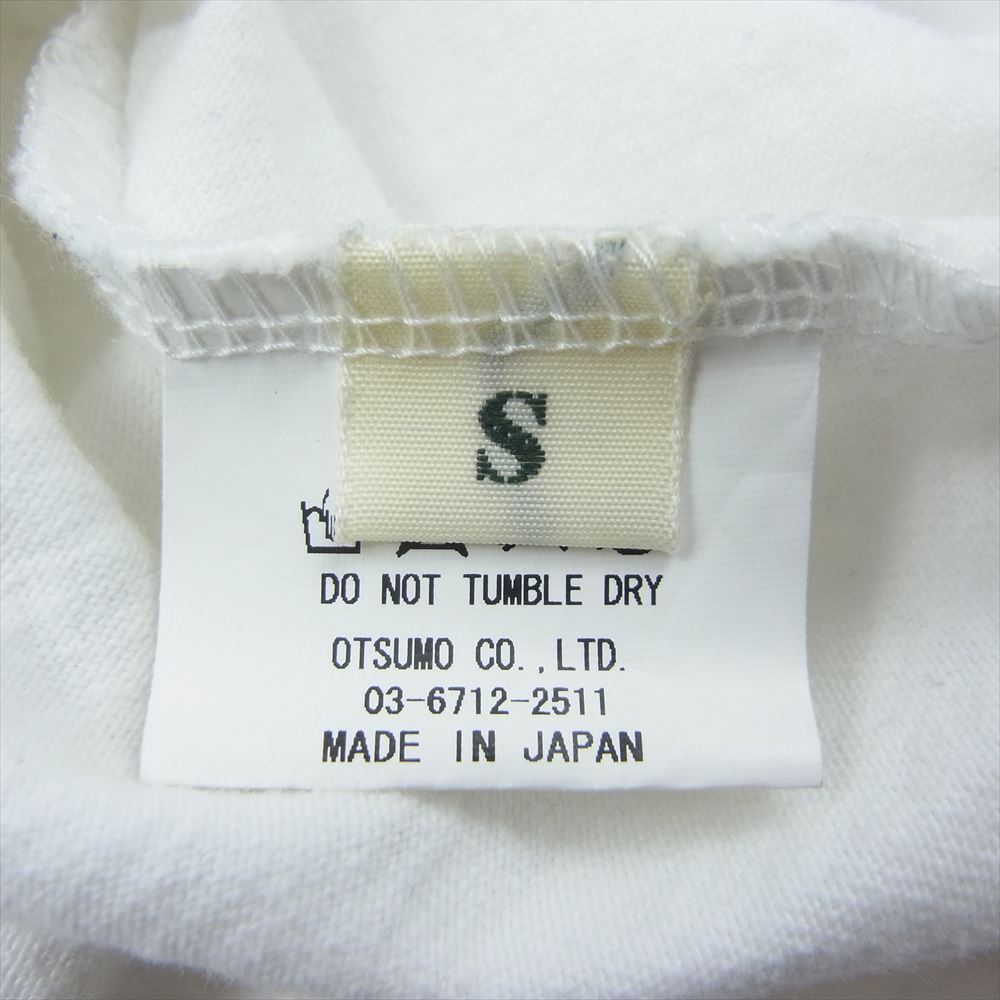 S
DO NOT TUMBLE DRY
OTSUMO CO.,LTD.
03-6712-2511
MADE IN JAPAN